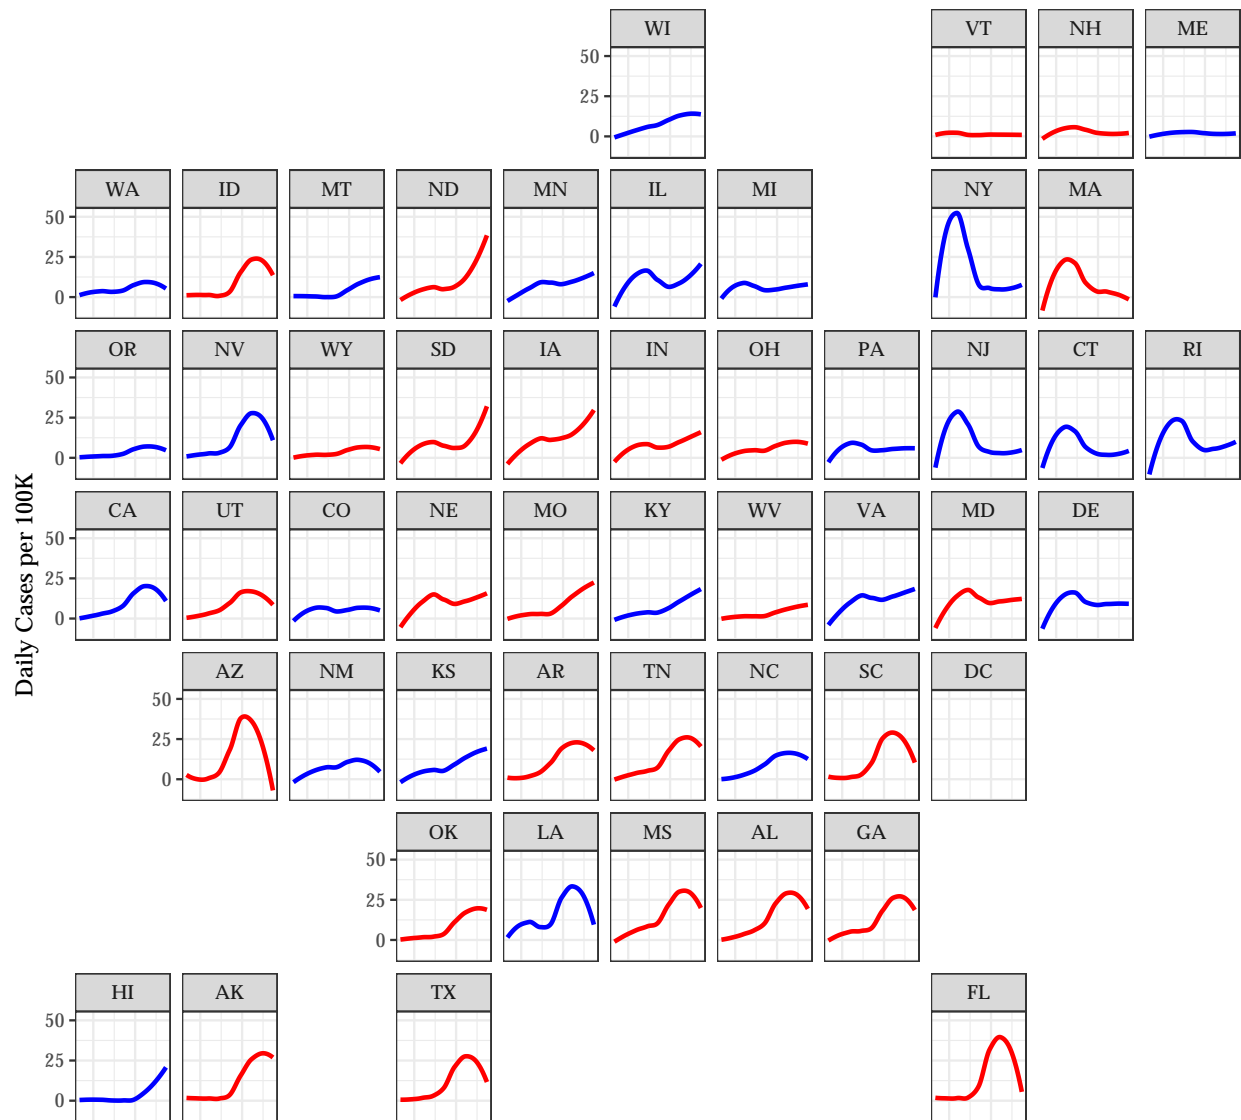 WI VT NH ME
50
25
0
WA ID MT ND MN IL MI NY MA
50
25
0
OR NV WY SD IA IN OH PA NJ CT RI
50
25
0
CA UT CO NE MO KY WV VA MD DE
50
25
0
AZ NM KS AR TN NC SC DC
50
25
0
OK LA MS AL GA
50
25
0
HI AK TX FL
50
25
0
Daily Cases per 100K